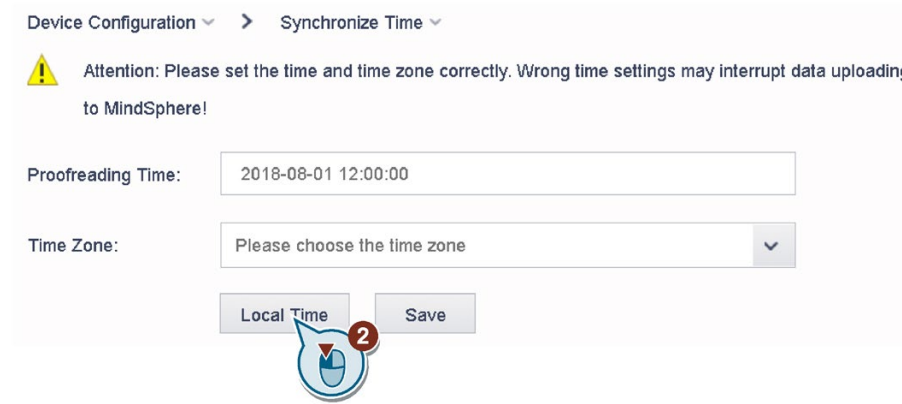 Device Configuration > Synchronize Time
Attention: Please set the time and time zone correctly. Wrong time settings may interrupt data uploading
to MindSphere!
Proofreading Time: 2018-08-01 12:00:00
Time Zone: Please choose the time zone
Local Time Save
2